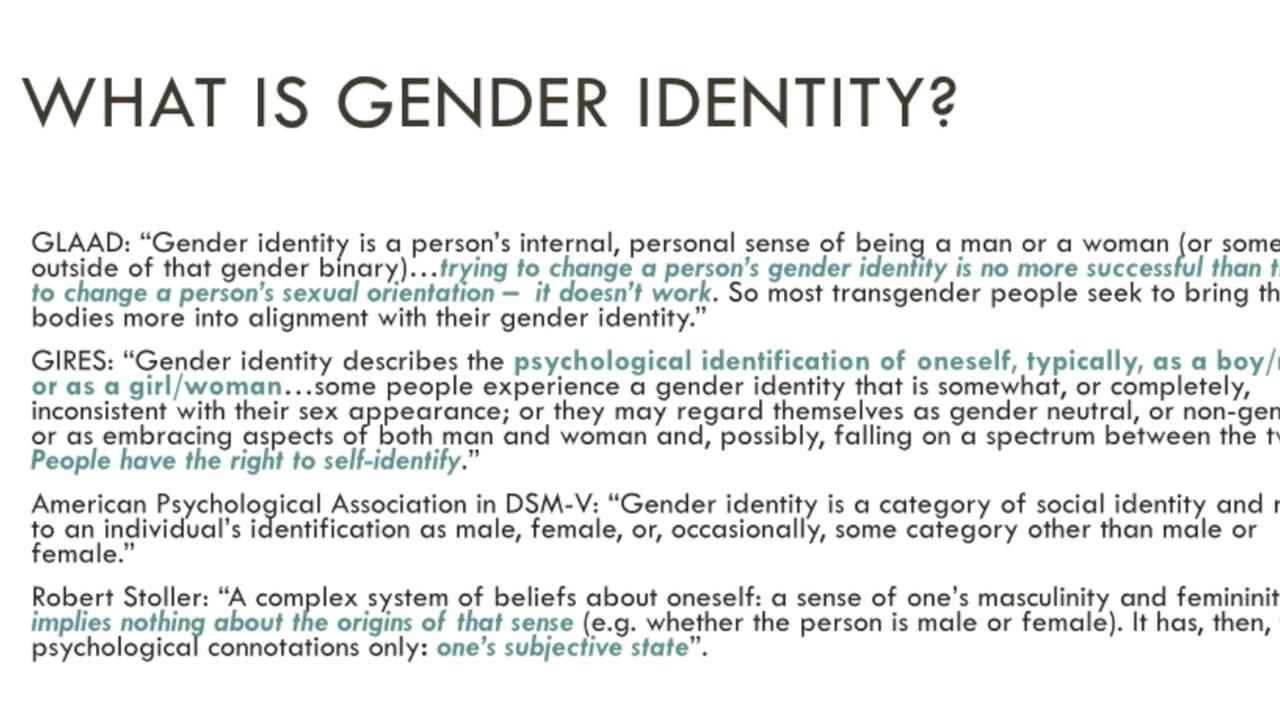 WHAT IS GENDER IDENTITY?
GLAAD: “Gender identity is a person’s internal, personal sense of being a man or a woman (or some
outside of that gender binary)…trying to change a person’s gender identity is no more successful than
to change a person’s sexual orientation – it doesn’t work. So most transgender people seek to bring
bodies more into alignment with their gender identity.”
GIRES: “Gender identity describes the psychological identification of oneself, typically, as a boy/
or as a girl/woman…some people experience a gender identity that is somewhat, or completely,
inconsistent with their sex appearance; or they may regard themselves as gender neutral, or
or as embracing aspects of both man and woman and, possibly, falling on a spectrum between the
People have the right to self-identify.”
American Psychological Association in DSM-V: “Gender identity is a category of social identity and
to an individual’s identification as male, female, or, occasionally, some category other than male or
female.”
Robert Stoller: “A complex system of beliefs about oneself: a sense of one’s masculinity and
implies nothing about the origins of that sense (e.g. whether the person is male or female). It has, then,
psychological connotations only: one’s subjective state”.